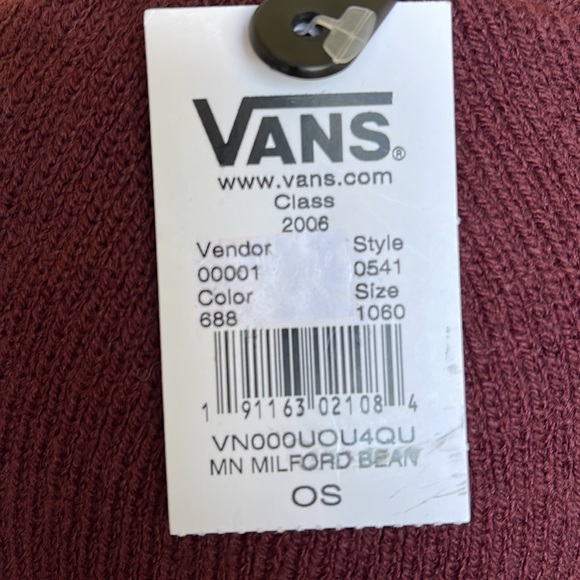 VANS®
www.vans.com
Class
2006
Vendor Style
00001 0541
Color Size
688 1060
1 91163 02108 4
VN000UOU4QU
MN MILFORD BEAN
OS